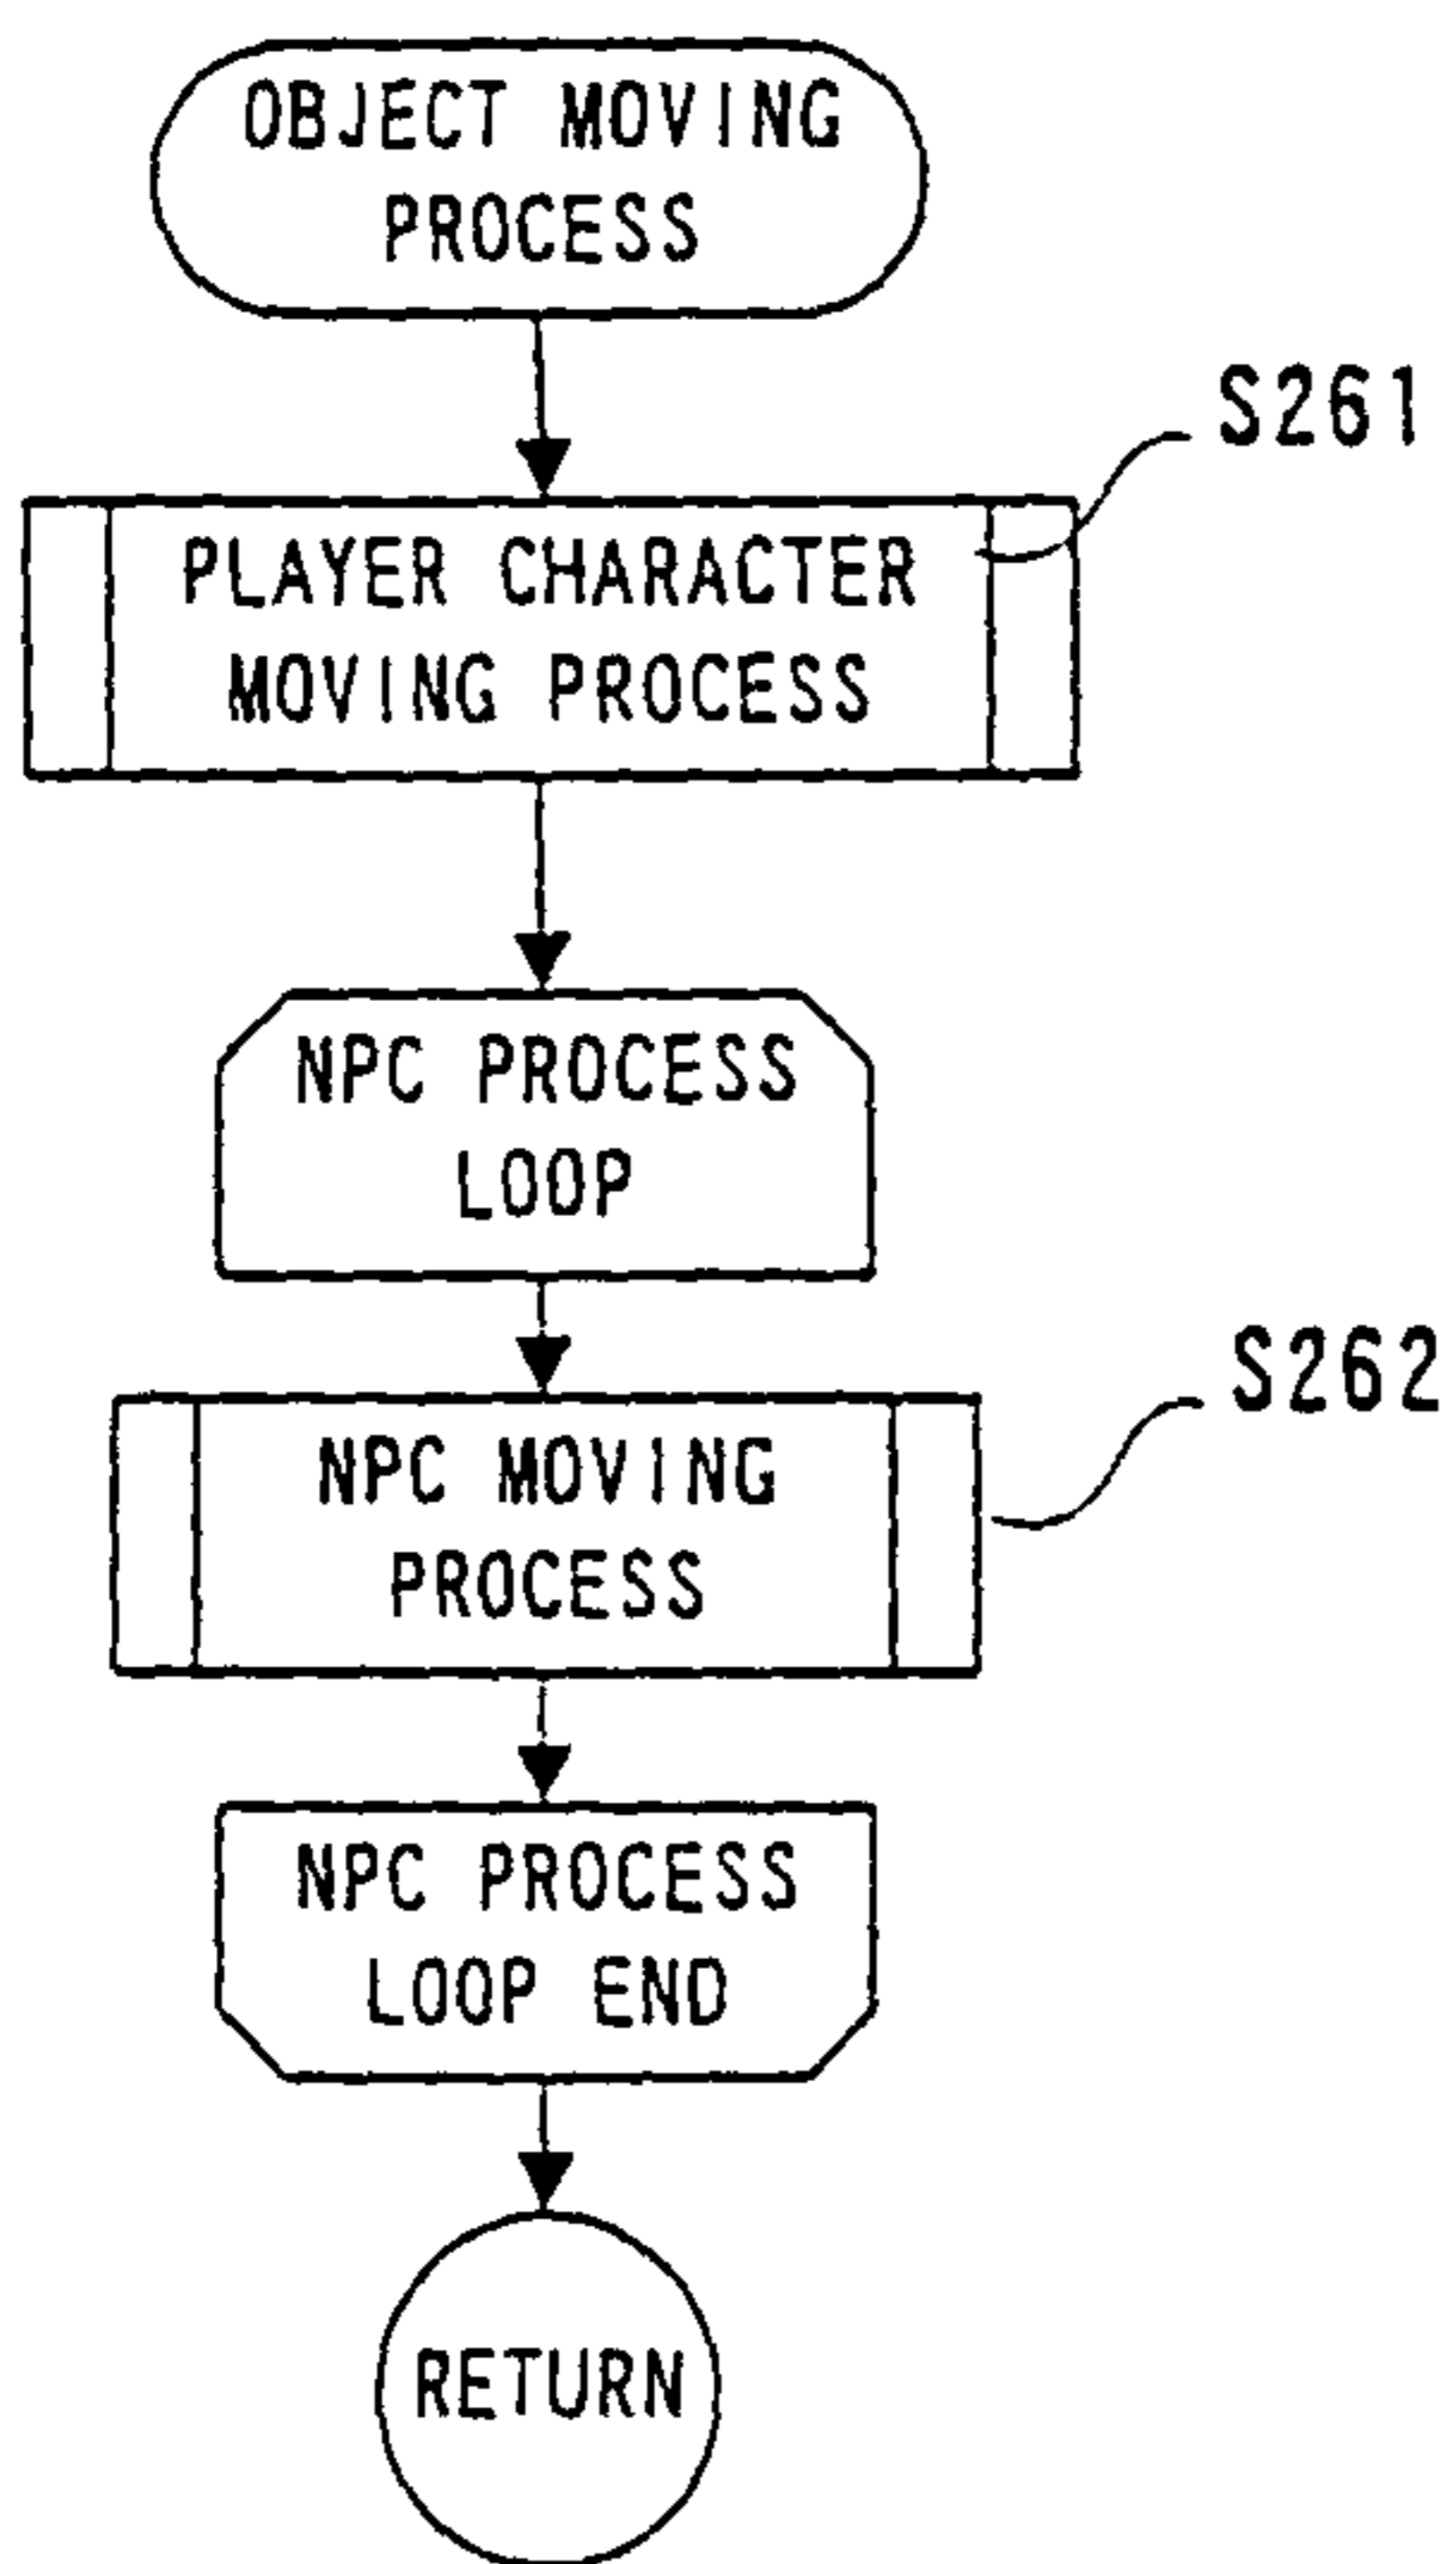 OBJECT MOVING
PROCESS
S261
PLAYER CHARACTER
MOVING PROCESS
NPC PROCESS
LOOP
S262
NPC MOVING
PROCESS
NPC PROCESS
LOOP END
RETURN